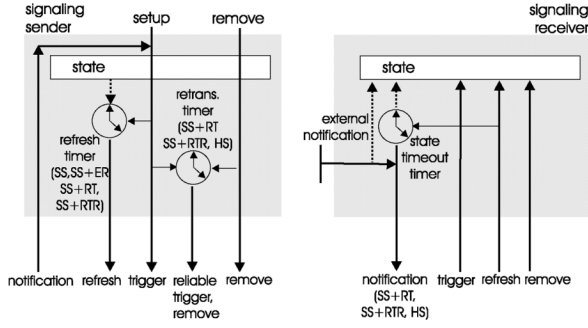 signaling
sender
setup
remove
state
retrans.
timer
(SS+RT
SS+RTR, HS)
refresh
timer
(SS,SS+ER
SS+RT,
SS+RTR)
notification
refresh
trigger
reliable
trigger,
remove
remove
signaling
receiver
state
external
notification
state
timeout
timer
notification
(SS+RT,
SS+RTR, HS)
trigger
refresh
remove